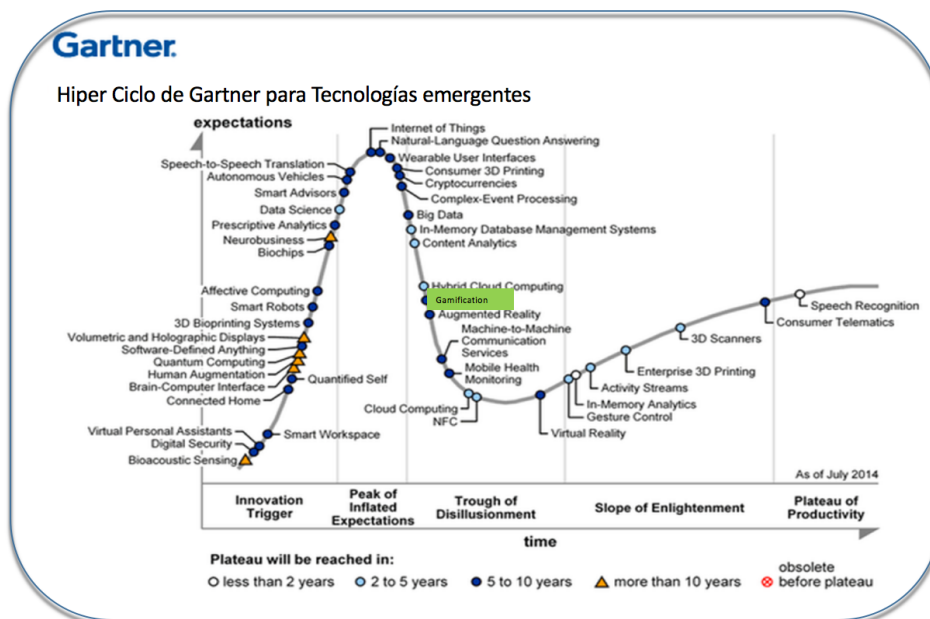 Gartner.
Hiper Ciclo de Gartner para Tecnologías emergentes
expectations
Internet of Things
Natural-Language Question Answering
Wearable User Interfaces
Consumer 3D Printing
Cryptocurrencies
Complex-Event Processing
Speech-to-Speech Translation
Autonomous Vehicles
Smart Advisors
Data Science
Prescriptive Analytics
Neurobusiness
Biochips
Big Data
In-Memory Database Management Systems
Content Analytics
Hybrid Cloud Computing
Gamification
Augmented Reality
Machine-to-Machine
Communication
Services
Mobile Health
Monitoring
Affective Computing
Smart Robots
3D Bioprinting Systems
Volumetric and Holographic Displays
Software-Defined Anything
Quantum Computing
Human Augmentation
Brain-Computer Interface
Connected Home
Quantified Self
Virtual Personal Assistants
Digital Security
Bioacoustic Sensing
Smart Workspace
Cloud Computing
NFC
Virtual Reality
Gesture Control
In-Memory Analytics
Activity Streams
Enterprise 3D Printing
3D Scanners
Consumer Telematics
Speech Recognition
As of July 2014
Innovation
Trigger
Peak of
Inflated
Expectations
Trough of
Disillusionment
Slope of Enlightenment
Plateau of
Productivity
time
Plateau will be reached in:
less than 2 years
2 to 5 years
5 to 10 years
more than 10 years
obsolete
before plateau